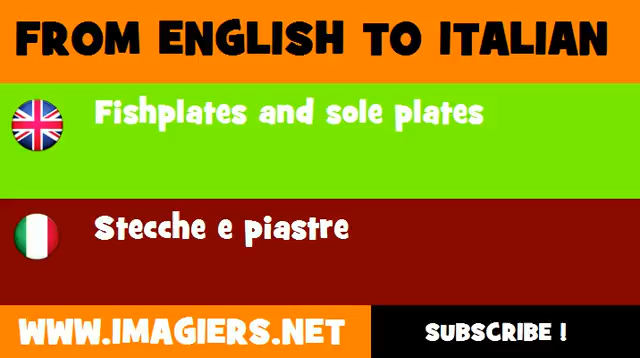 FROM ENGLISH TO ITALIAN
Fishplates and sole plates
Stecche e piastre
WWW.IMAGIERS.NET
SUBSCRIBE !